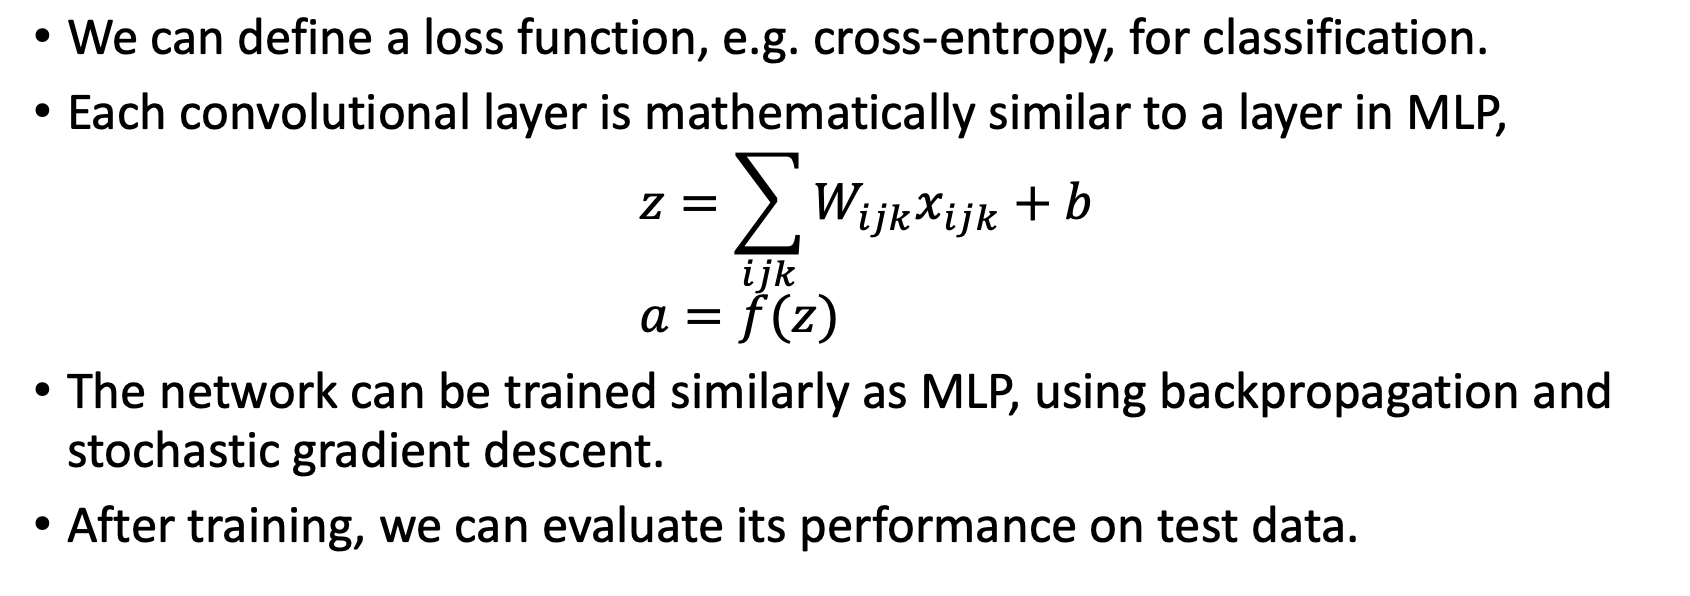 • We can define a loss function, e.g. cross-entropy, for classification.
• Each convolutional layer is mathematically similar to a layer in MLP,
z = ∑ W_{ijk} x_{ijk} + b
ijk
a = f(z)
• The network can be trained similarly as MLP, using backpropagation and
stochastic gradient descent.
• After training, we can evaluate its performance on test data.